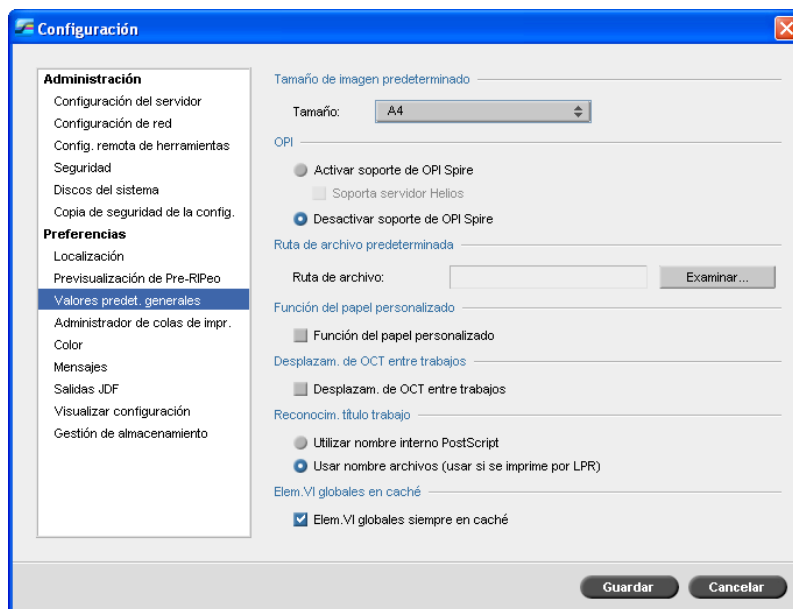 Configuración
Administración
Configuración del servidor
Configuración de red
Config. remota de herramientas
Seguridad
Discos del sistema
Copia de seguridad de la config.
Preferencias
Localización
Previsualización de Pre-RIPeo
Valores predet. generales
Administrador de colas de impr.
Color
Mensajes
Salidas JDF
Visualizar configuración
Gestión de almacenamiento
Tamaño de imagen predeterminado
Tamaño: A4
OPI
Activar soporte de OPI Spire
Soporta servidor Helios
Desactivar soporte de OPI Spire
Ruta de archivo predeterminada
Ruta de archivo: Examinar...
Función del papel personalizado
Función del papel personalizado
Desplazam. de OCT entre trabajos
Desplazam. de OCT entre trabajos
Reconocim. título trabajo
Utilizar nombre interno PostScript
Usar nombre archivos (usar si se imprime por LPR)
Elem.VI globales en caché
Elem.VI globales siempre en caché
Guardar Cancelar